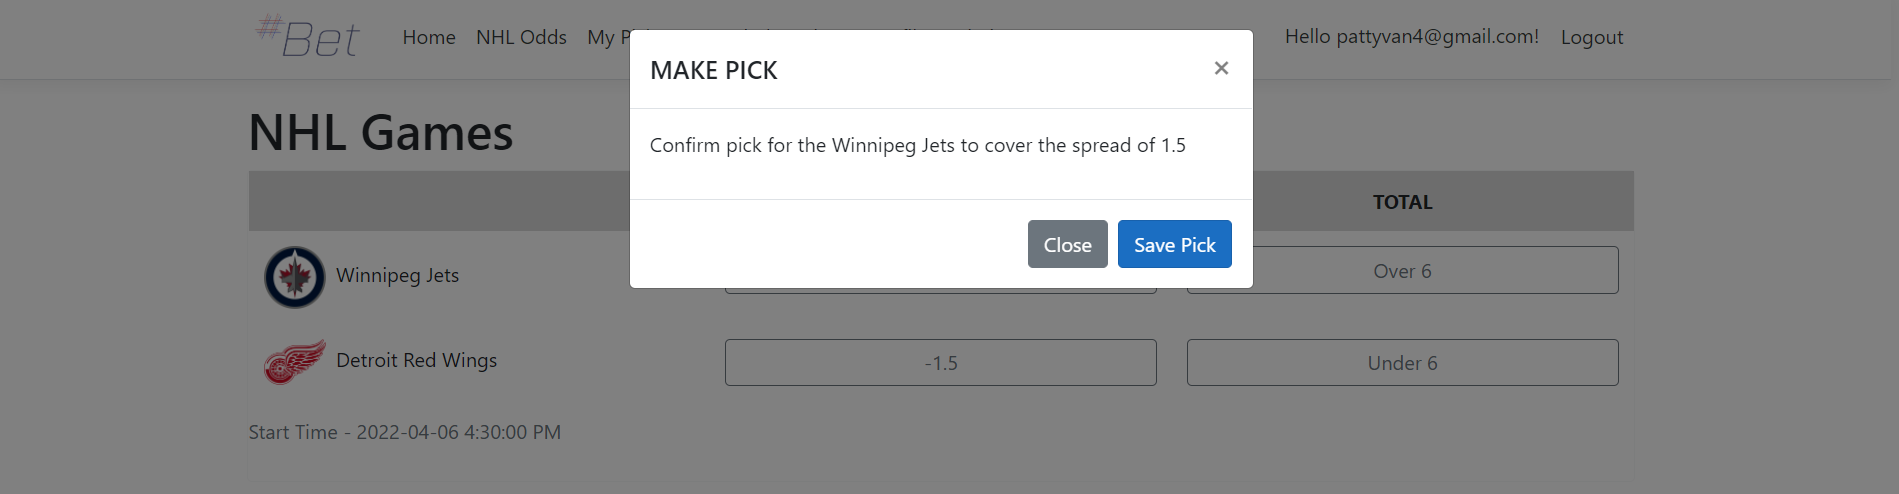 #Bet Home NHL Odds My Hello pattyvan4@gmail.com! Logout
MAKE PICK ×
NHL Games
Confirm pick for the Winnipeg Jets to cover the spread of 1.5
TOTAL
Close Save Pick
Winnipeg Jets Over 6
Detroit Red Wings -1.5 Under 6
Start Time - 2022-04-06 4:30:00 PM